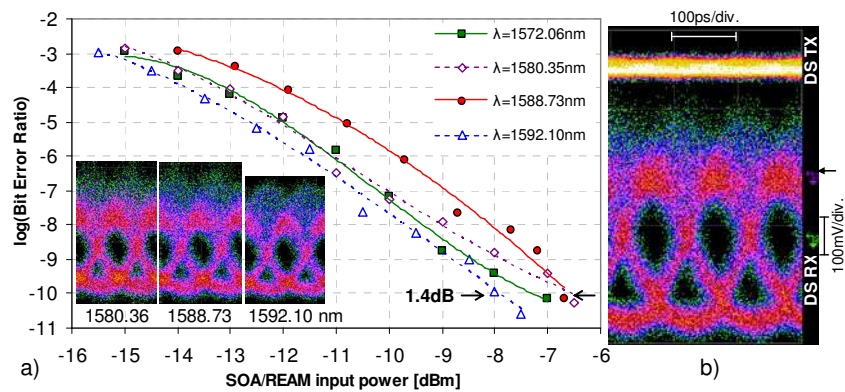 -2
-3
-4
-5
-6
-7
-8
-9
-10
-11
log(Bit Error Ratio)
λ=1572.06nm
λ=1580.35nm
λ=1588.73nm
λ=1592.10nm
1.4dB
1580.36 1588.73 1592.10 nm
-16 -15 -14 -13 -12 -11 -10 -9 -8 -7 -6
SOA/REAM input power [dBm]
a)
100ps/div.
DS TX
100mV/div.
DS RX
b)